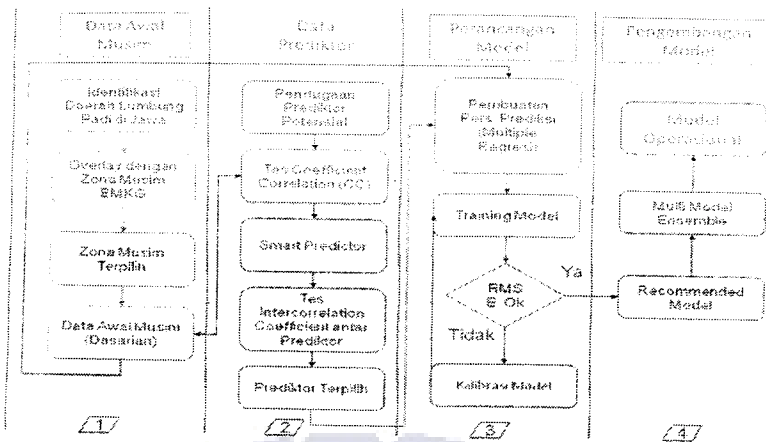 Data Awal
Musim
Identifikasi
Daerah Lumbung
Padi di Jawa
Overlay dengan
Zona Musim
BMKG
Zona Musim
Terpilih
Data Awal Musim
(Dasarian)
1
Data
Prediktor
Pendugaan
Prediktor
Potensial
Tes Coefficient
Correlation (CC)
Smart Predictor
Tes
Intercorrelation
Coefficient antar
Prediktor
Prediktor Terpilih
2
Perancangan
Model
Pembuatan
Pers. Prediksi
(Multiple
Regresi)
Training Model
RMS
E Ok
Ya
Tidak
Kalibrasi Model
3
Pengembangan
Model
Model
Operasional
Multi Model
Ensemble
Recommended
Model
4